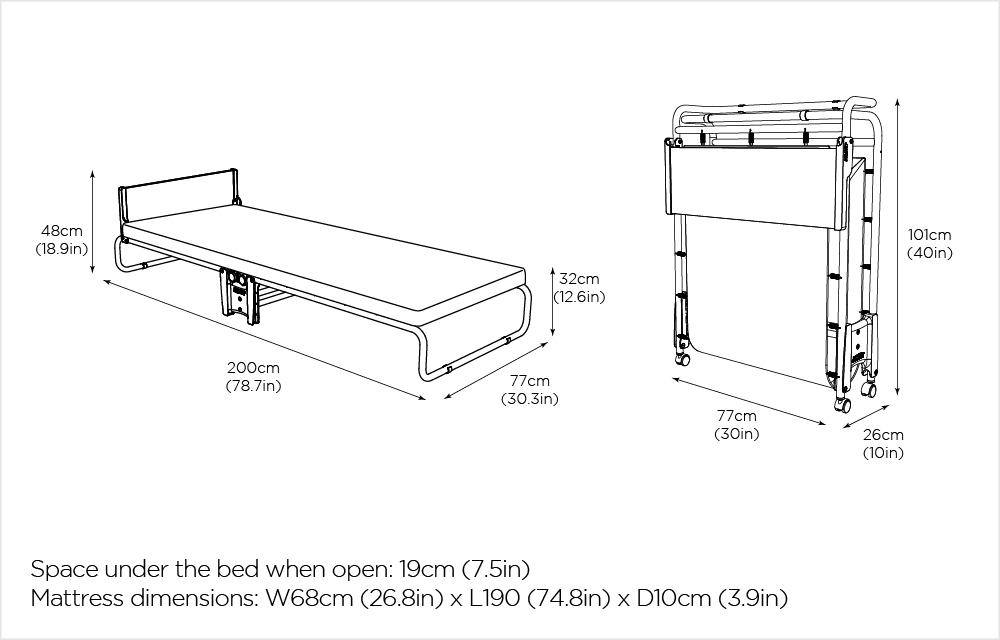 48cm
(18.9in)
200cm
(78.7in)
32cm
(12.6in)
77cm
(30.3in)
101cm
(40in)
77cm
(30in)
26cm
(10in)
Space under the bed when open: 19cm (7.5in)
Mattress dimensions: W68cm (26.8in) x L190 (74.8in) x D10cm (3.9in)